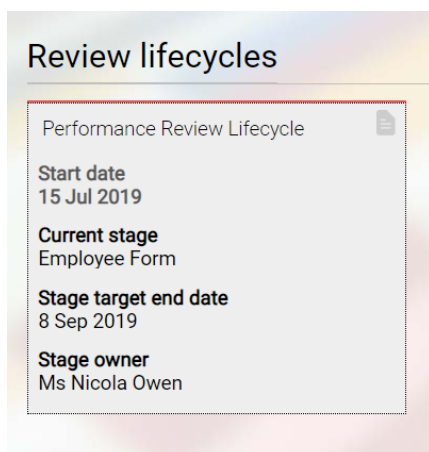 Review lifecycles
Performance Review Lifecycle
Start date
15 Jul 2019
Current stage
Employee Form
Stage target end date
8 Sep 2019
Stage owner
Ms Nicola Owen